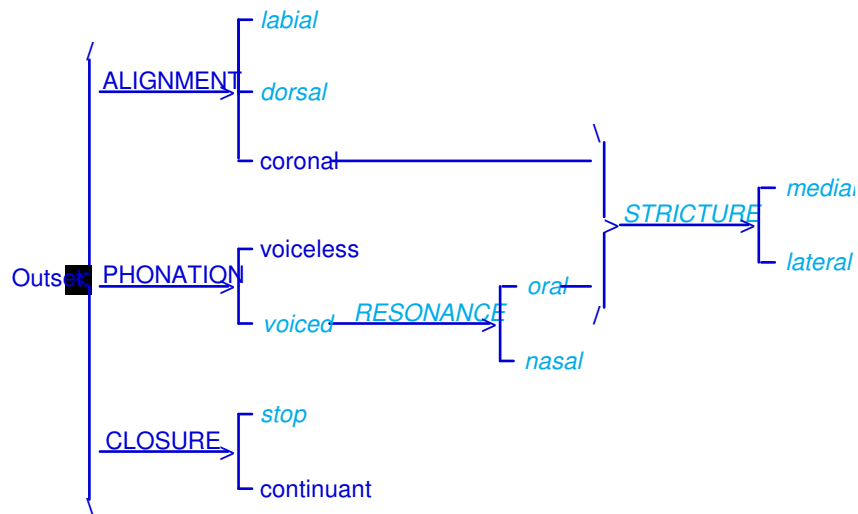 labial
ALIGNMENT
dorsal
coronal
STRICTURE
medial
lateral
voiceless
Outset
PHONATION
oral
voiced
RESONANCE
nasal
stop
CLOSURE
continuant